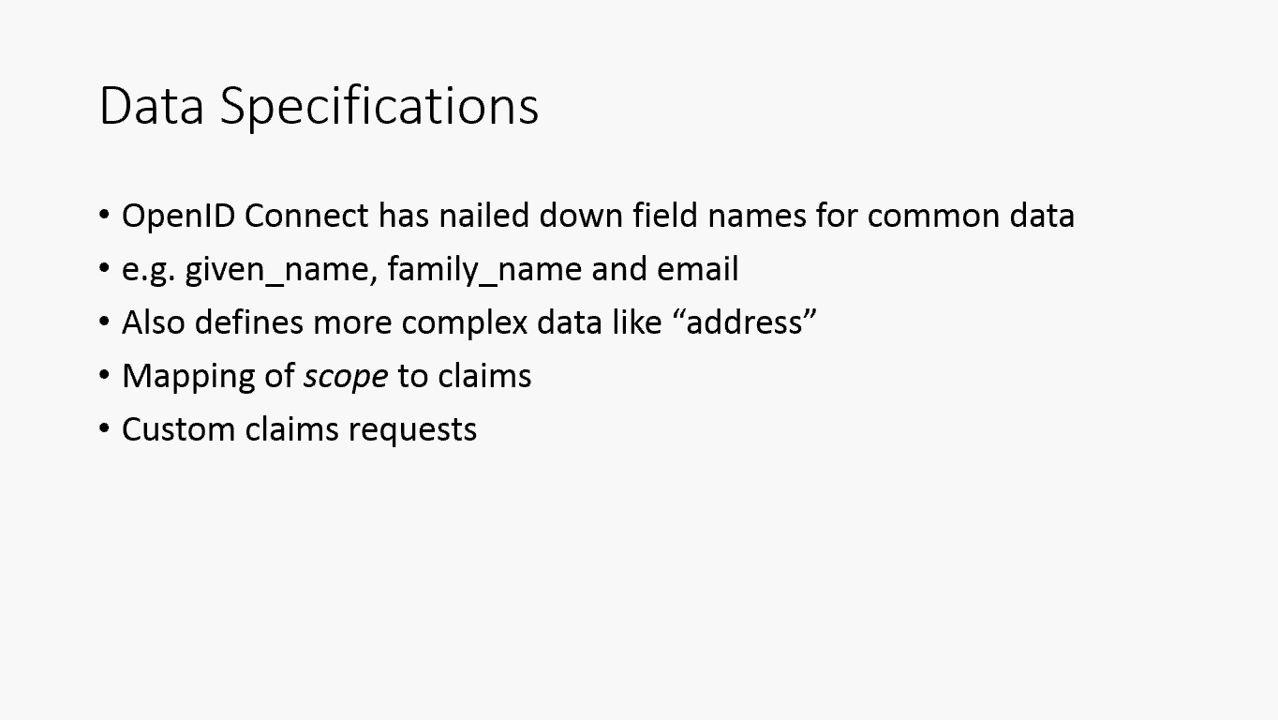 Data Specifications
• OpenID Connect has nailed down field names for common data
• e.g. given_name, family_name and email
• Also defines more complex data like “address”
• Mapping of scope to claims
• Custom claims requests